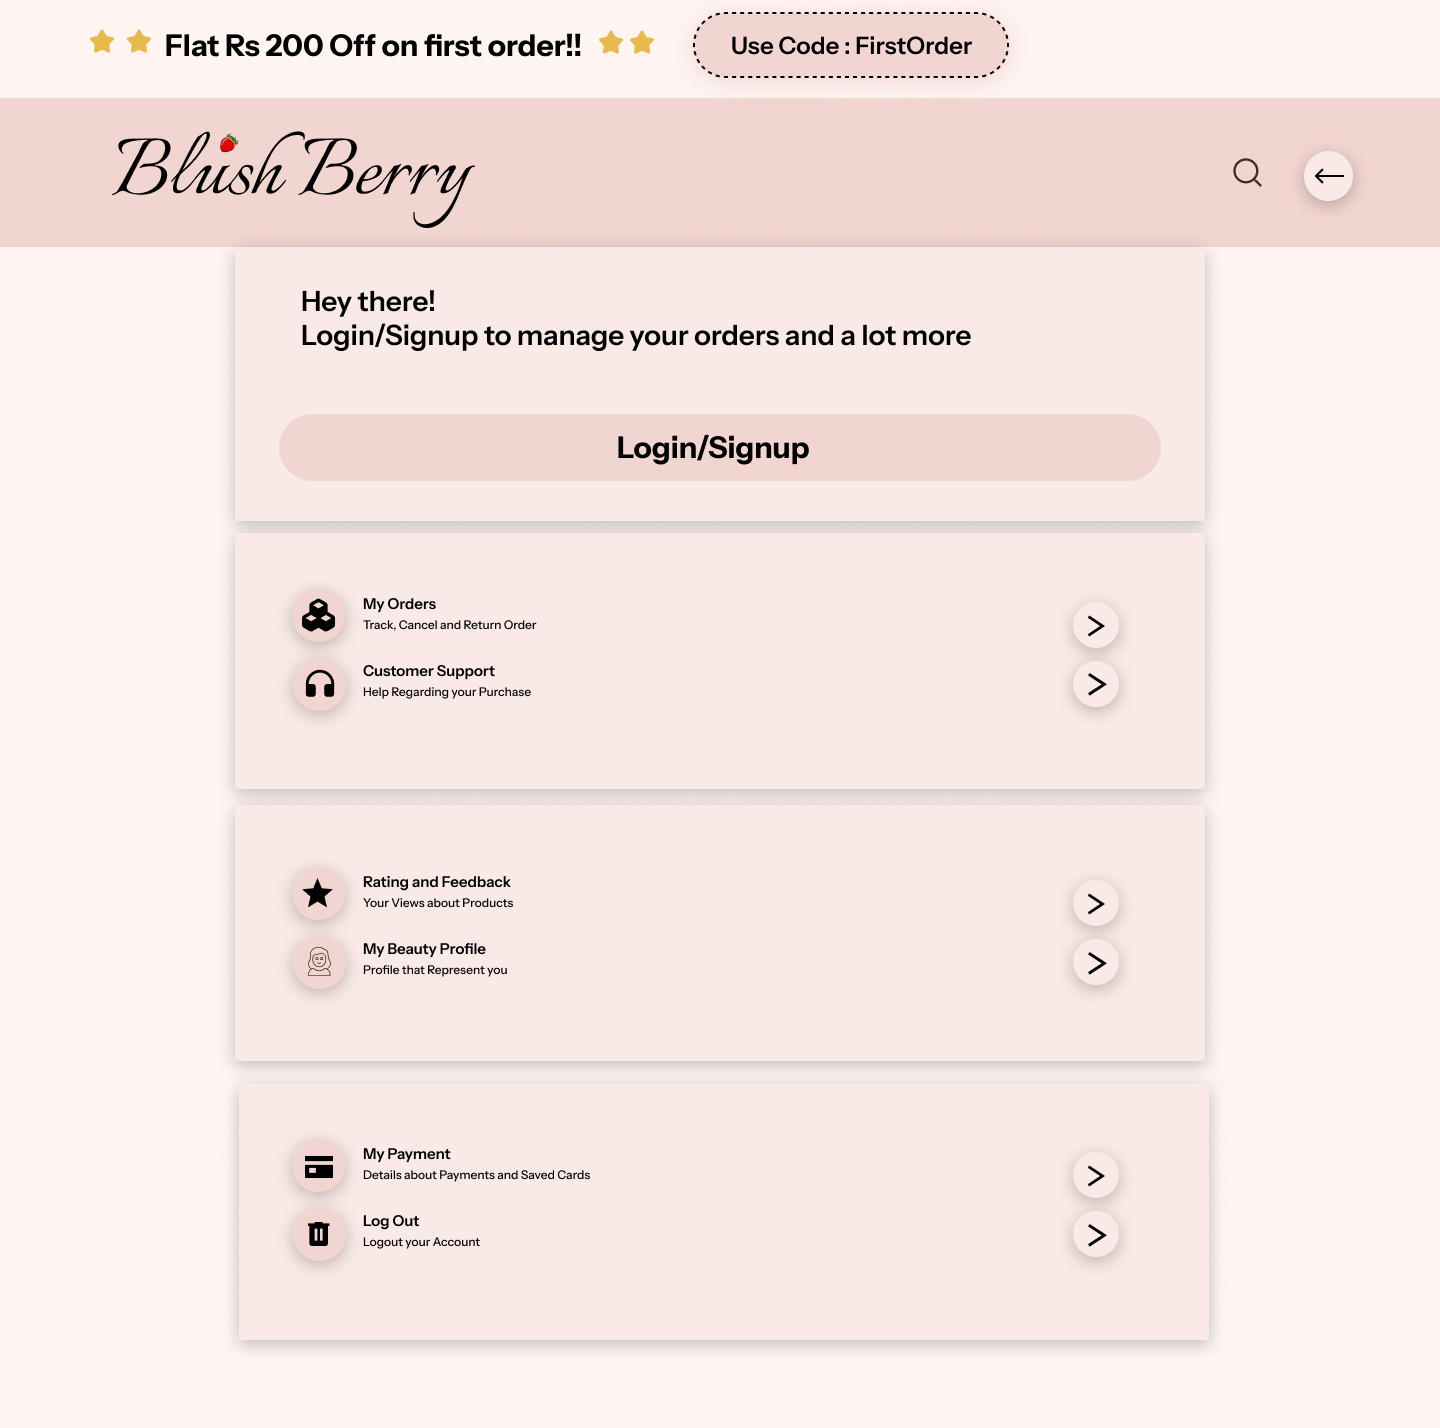 Flat Rs 200 Off on first order!!
Use Code : FirstOrder
Blush Berry
Hey there!
Login/Signup to manage your orders and a lot more
Login/Signup
My Orders
Track, Cancel and Return Order
Customer Support
Help Regarding your Purchase
Rating and Feedback
Your Views about Products
My Beauty Profile
Profile that Represent you
My Payment
Details about Payments and Saved Cards
Log Out
Logout your Account